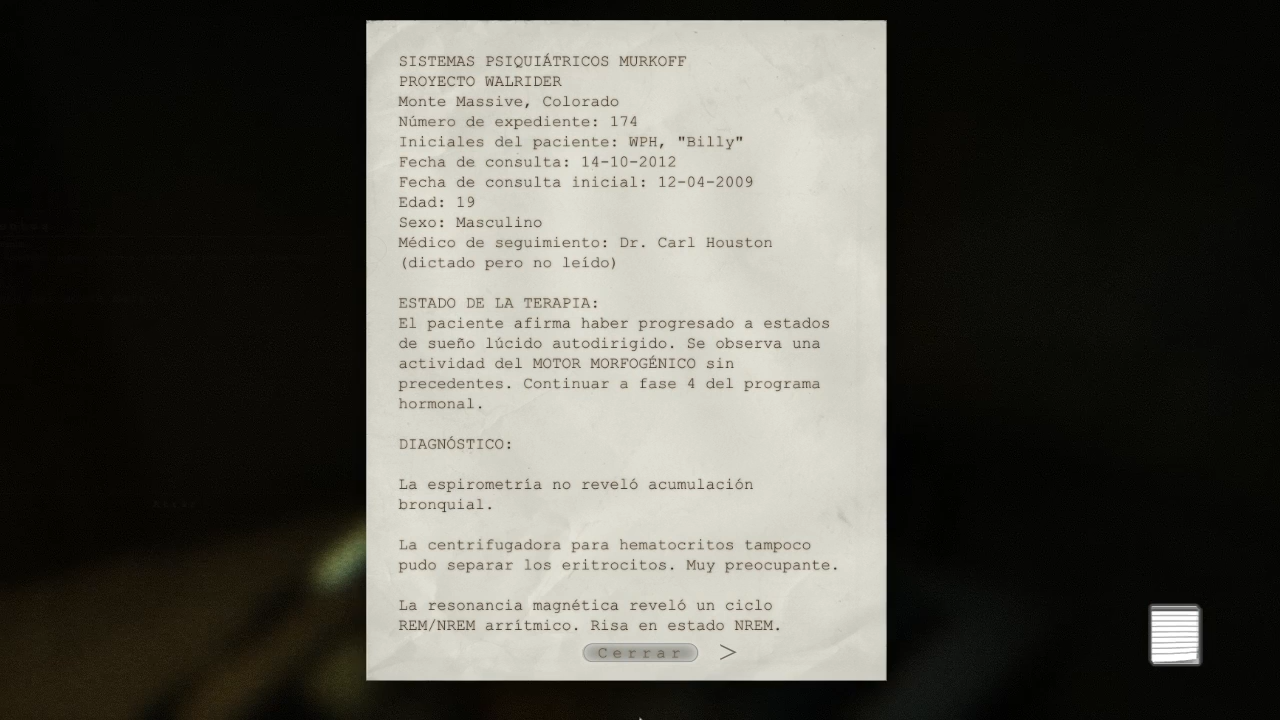 SISTEMAS PSIQUIÁTRICOS MURKOFF
PROYECTO WALRIDER
Monte Massive, Colorado
Número de expediente: 174
Iniciales del paciente: WPH, "Billy"
Fecha de consulta: 14-10-2012
Fecha de consulta inicial: 12-04-2009
Edad: 19
Sexo: Masculino
Médico de seguimiento: Dr. Carl Houston
(dictado pero no leído)
ESTADO DE LA TERAPIA:
El paciente afirma haber progresado a estados
de sueño lúcido autodirigido. Se observa una
actividad del MOTOR MORFOGÉNICO sin
precedentes. Continuar a fase 4 del programa
hormonal.
DIAGNÓSTICO:
La espirometría no reveló acumulación
bronquial.
La centrifugadora para hematocritos tampoco
pudo separar los eritrocitos. Muy preocupante.
La resonancia magnética reveló un ciclo
REM/NREM arrítmico. Risa en estado NREM.
Cerrar >